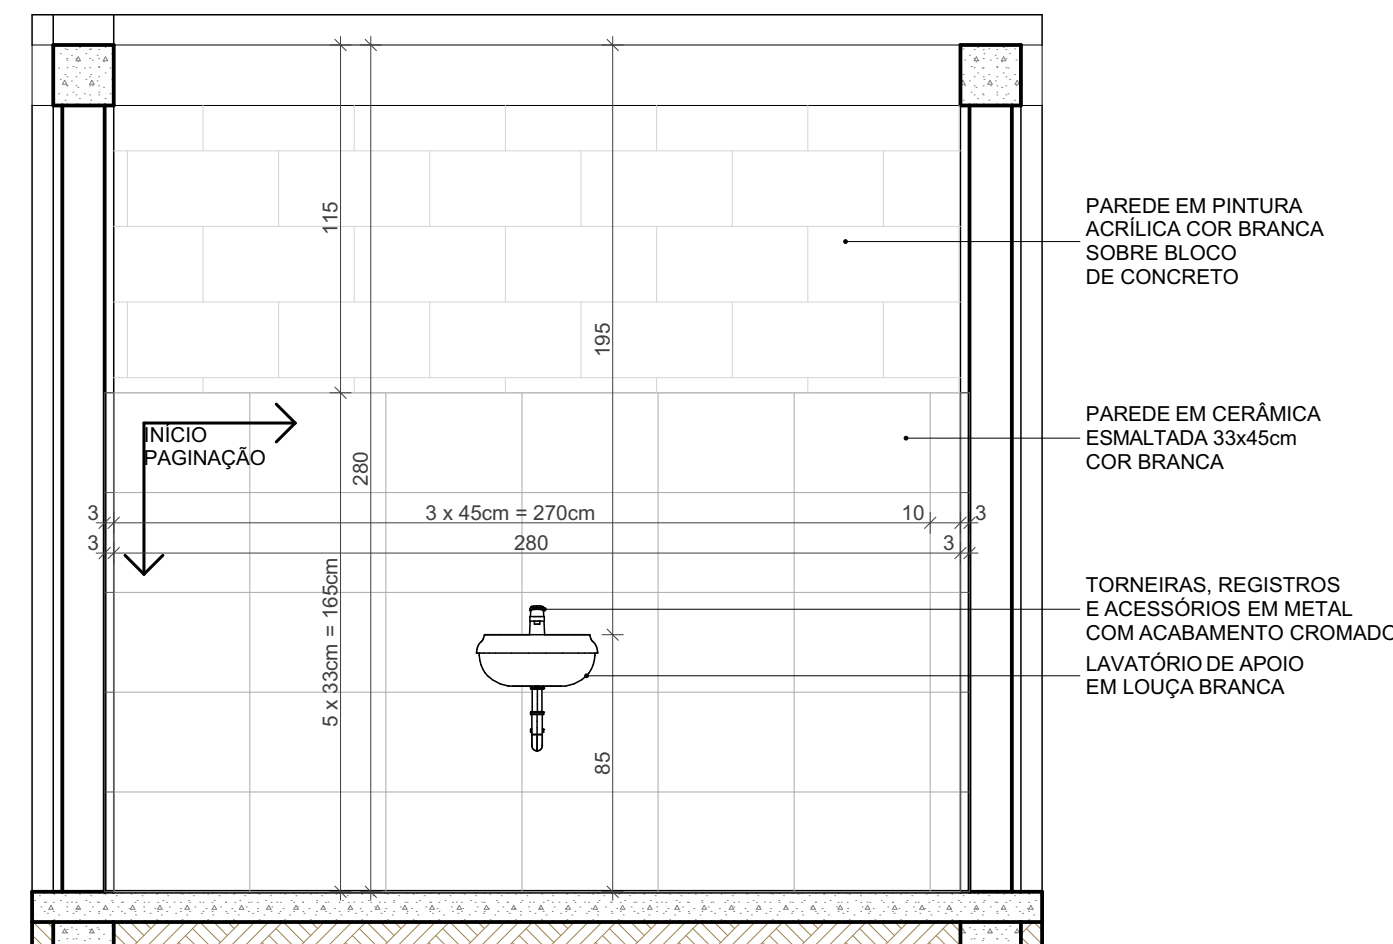 115
195
PAREDE EM PINTURA
ACRÍLICA COR BRANCA
SOBRE BLOCO
DE CONCRETO
INÍCIO
PAGINAÇÃO
280
PAREDE EM CERÂMICA
ESMALTADA 33x45cm
COR BRANCA
3
3 x 45cm = 270cm
10
3
3
280
3
5 x 33cm = 165cm
85
TORNEIRAS, REGISTROS
E ACESSÓRIOS EM METAL
COM ACABAMENTO CROMADO
LAVATÓRIO DE APOIO
EM LOUÇA BRANCA